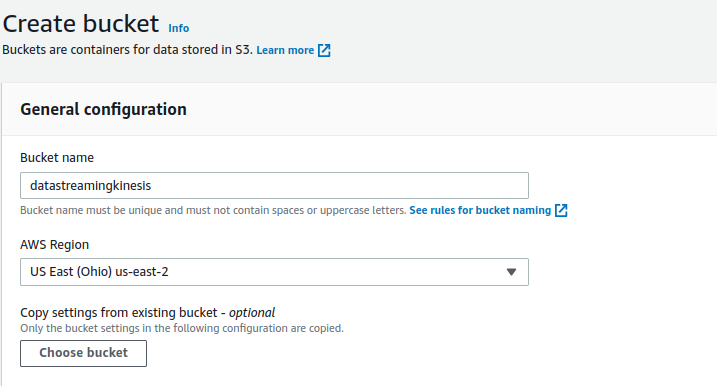 Create bucket Info
Buckets are containers for data stored in S3. Learn more
General configuration
Bucket name
datastreamingkinesis
Bucket name must be unique and must not contain spaces or uppercase letters. See rules for bucket naming
AWS Region
US East (Ohio) us-east-2
Copy settings from existing bucket - optional
Only the bucket settings in the following configuration are copied.
Choose bucket